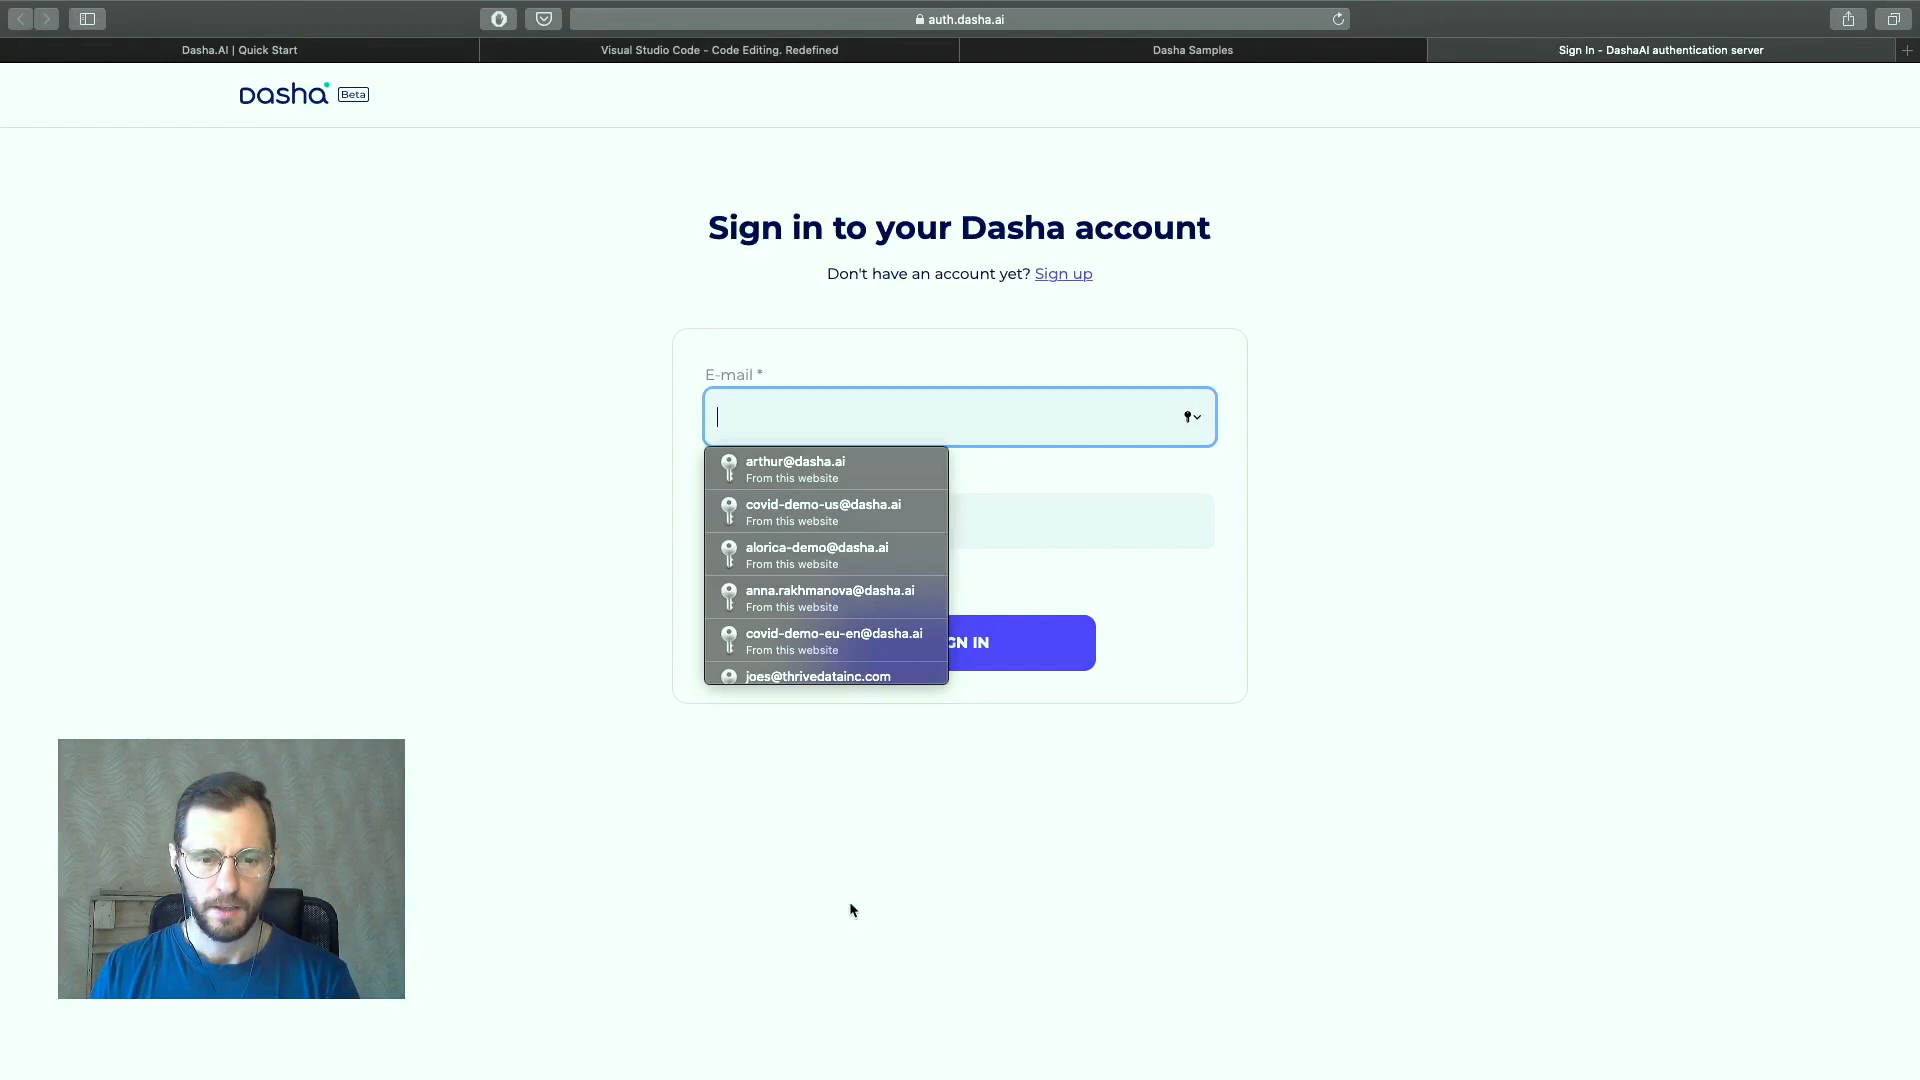 auth.dasha.ai
Dasha.AI | Quick Start
Visual Studio Code - Code Editing. Redefined
Dasha Samples
Sign In - DashaAI authentication server
Dasha Beta
Sign in to your Dasha account
Don't have an account yet? Sign up
E-mail *
arthur@dasha.ai
From this website
covid-demo-us@dasha.ai
From this website
alorica-demo@dasha.ai
From this website
anna.rakhmanova@dasha.ai
From this website
covid-demo-eu-en@dasha.ai
From this website
GN IN
joes@thrivedatainc.com